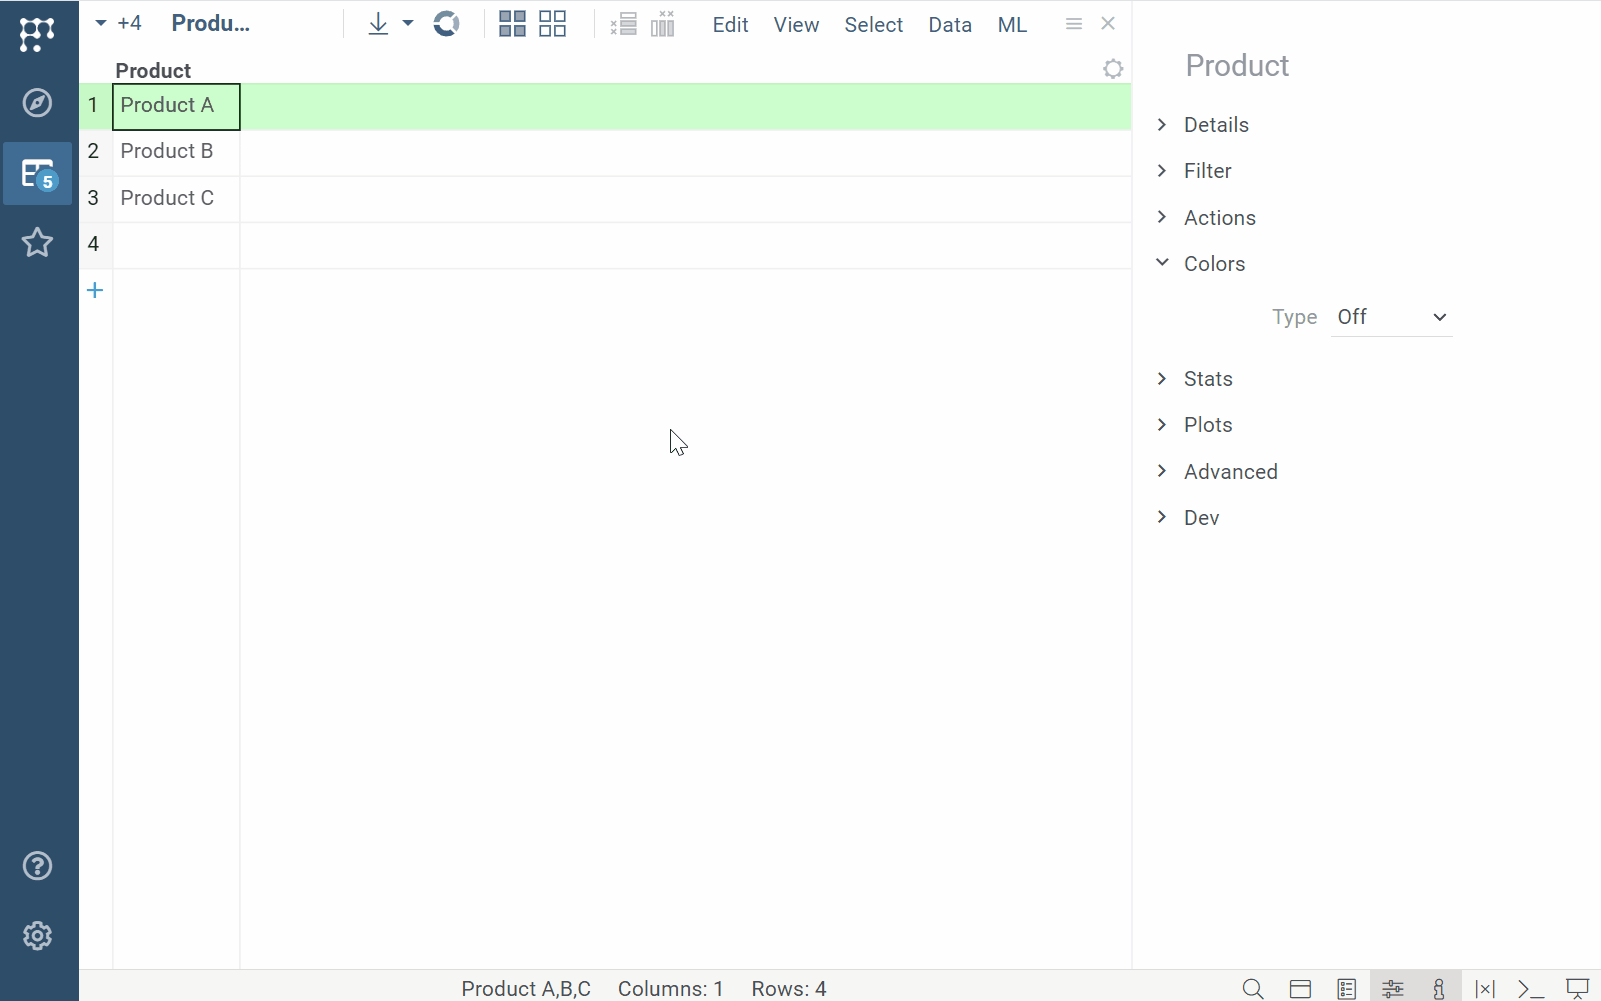 +4 Produ... Edit View Select Data ML
Product
1 Product A
2 Product B
3 Product C
4
+
5
Product
Details
Filter
Actions
Colors
Type Off
Stats
Plots
Advanced
Dev
Product A,B,C Columns: 1 Rows: 4